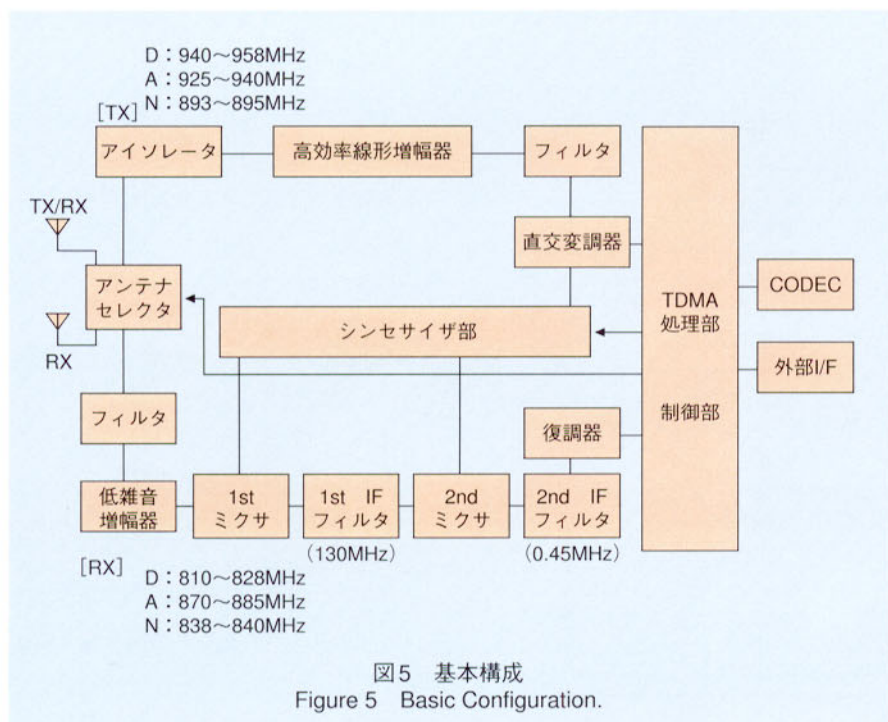 D：940～958MHz
A：925～940MHz
N：893～895MHz
［TX］
アイソレータ
高効率線形増幅器
フィルタ
TX/RX
直交変調器
アンテナ
セレクタ
シンセサイザ部
TDMA
処理部
CODEC
RX
外部I/F
フィルタ
復調器
制御部
低雑音
増幅器
1st
ミクサ
1st IF
フィルタ
2nd
ミクサ
2nd IF
フィルタ
（130MHz）
（0.45MHz）
［RX］
D：810～828MHz
A：870～885MHz
N：838～840MHz
図5 基本構成
Figure 5 Basic Configuration.